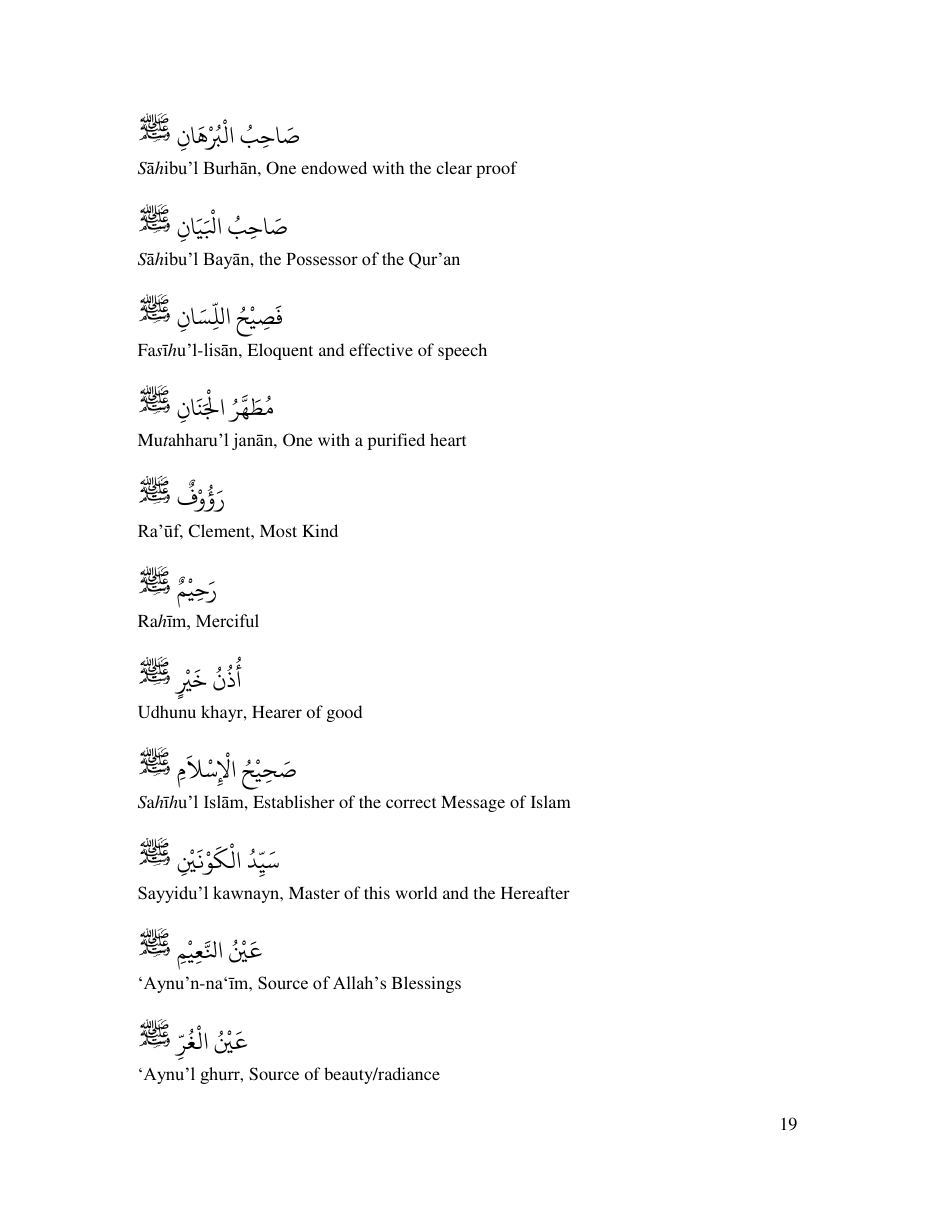 صَاحِبُ الْبُرْهَانِ ﷺ
Sāhibu’l Burhān, One endowed with the clear proof
صَاحِبُ الْبَيَانِ ﷺ
Sāhibu’l Bayān, the Possessor of the Qur’an
فَصِيْحُ اللِّسَانِ ﷺ
Fasīhu’l-lisān, Eloquent and effective of speech
مُطَهَّرُ الْجَنَانِ ﷺ
Mutahharu’l janān, One with a purified heart
رَؤُوْفٌ ﷺ
Ra’ūf, Clement, Most Kind
رَحِيْمٌ ﷺ
Rahīm, Merciful
أُذُنُ خَيْرٍ ﷺ
Udhunu khayr, Hearer of good
صَحِيْحُ الْإِسْلَامِ ﷺ
Sahīhu’l Islām, Establisher of the correct Message of Islam
سَيِّدُ الْكَوْنَيْنِ ﷺ
Sayyidu’l kawnayn, Master of this world and the Hereafter
عَيْنُ النَّعِيْمِ ﷺ
‘Aynu’n-na‘īm, Source of Allah’s Blessings
عَيْنُ الْغُرِّ ﷺ
‘Aynu’l ghurr, Source of beauty/radiance
19